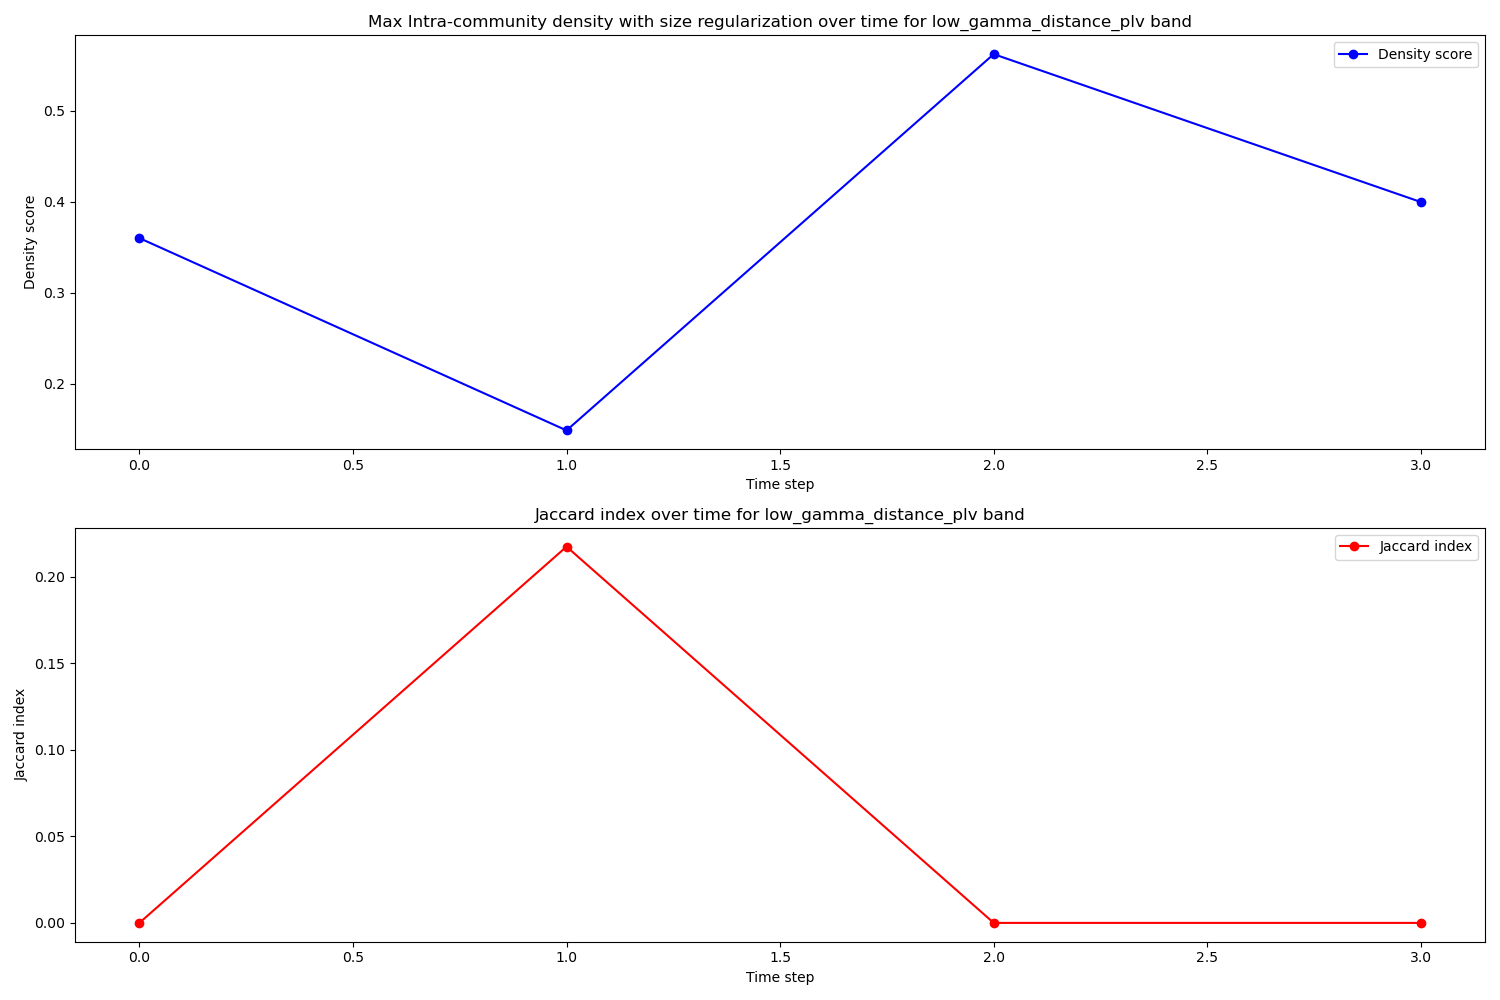 Max Intra-community density with size regularization over time for low_gamma_distance_plv band
Density score
0.5
0.4
0.3
0.2
Density score
0.0 0.5 1.0 1.5 2.0 2.5 3.0
Time step
Jaccard index over time for low_gamma_distance_plv band
Jaccard index
0.20
0.15
0.10
0.05
0.00
Jaccard index
0.0 0.5 1.0 1.5 2.0 2.5 3.0
Time step